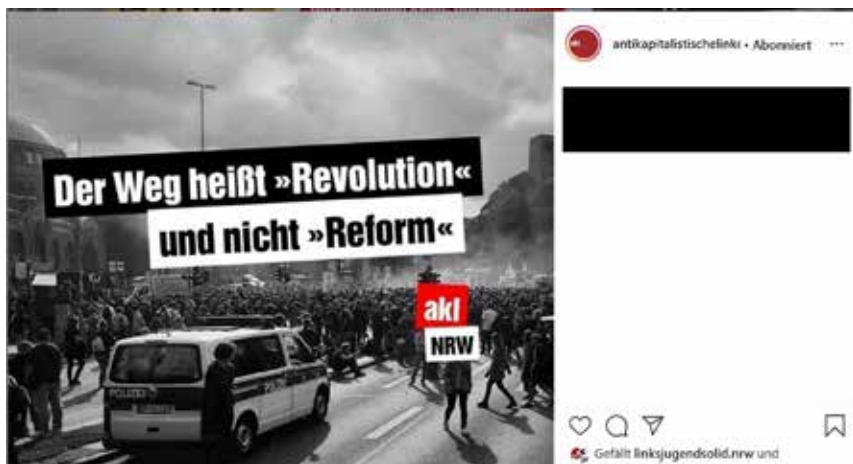 Der Weg heißt »Revolution«
und nicht »Reform«
akl
NRW
POLIZEI
antikapitalistischelinke • Abonniert
Gefällt linksjugendsolid.nrw und